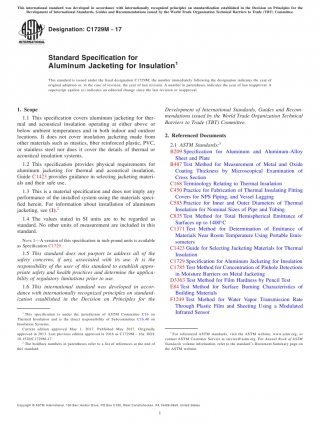 This international standard was developed in accordance with internationally recognized principles on standardization established in the Decision on Principles for the
Development of International Standards, Guides and Recommendations issued by the World Trade Organization Technical Barriers to Trade (TBT) Committee.
Designation: C1729M − 17
Standard Specification for
Aluminum Jacketing for Insulation¹
This standard is issued under the fixed designation C1729M; the number immediately following the designation indicates the year of
original adoption or, in the case of revision, the year of last revision. A number in parentheses indicates the year of last reapproval. A
superscript epsilon (ε) indicates an editorial change since the last revision or reapproval.
1. Scope
1.1 This specification covers aluminum jacketing for ther-
mal and acoustical insulation operating at either above or
below ambient temperatures and in both indoor and outdoor
locations. It does not cover insulation jacketing made from
other materials such as mastics, fiber reinforced plastic, PVC,
or stainless steel nor does it cover the details of thermal or
acoustical insulation systems.
1.2 This specification provides physical requirements for
aluminum jacketing for thermal and acoustical insulation.
Guide C1423 provides guidance in selecting jacketing materi-
als and their safe use.
1.3 This is a material specification and does not imply any
performance of the installed system using the materials speci-
fied herein. For information about installation of aluminum
jacketing, see (1).²
1.4 The values stated in SI units are to be regarded as
standard. No other units of measurement are included in this
standard.
NOTE 1—A version of this specification in inch-pound units is available
as Specification C1729.
1.5 This standard does not purport to address all of the
safety concerns, if any, associated with its use. It is the
responsibility of the user of this standard to establish appro-
priate safety and health practices and determine the applica-
bility of regulatory limitations prior to use.
1.6 This international standard was developed in accor-
dance with internationally recognized principles on standard-
ization established in the Decision on Principles for the
¹ This specification is under the jurisdiction of ASTM Committee C16 on
Thermal Insulation and is the direct responsibility of Subcommittee C16.40 on
Insulation Systems.
Current edition approved May 1, 2017. Published May 2017. Originally
approved in 2013. Last previous edition approved in 2016 as C1729M – 16a. DOI:
10.1520/C1729M-17.
² The boldface numbers in parentheses refer to a list of references at the end of
this standard.
Development of International Standards, Guides and Recom-
mendations issued by the World Trade Organization Technical
Barriers to Trade (TBT) Committee.
2. Referenced Documents
2.1 ASTM Standards:³
B209 Specification for Aluminum and Aluminum-Alloy
Sheet and Plate
B487 Test Method for Measurement of Metal and Oxide
Coating Thickness by Microscopical Examination of
Cross Section
C168 Terminology Relating to Thermal Insulation
C450 Practice for Fabrication of Thermal Insulating Fitting
Covers for NPS Piping, and Vessel Lagging
C585 Practice for Inner and Outer Diameters of Thermal
Insulation for Nominal Sizes of Pipe and Tubing
C835 Test Method for Total Hemispherical Emittance of
Surfaces up to 1400°C
C1371 Test Method for Determination of Emittance of
Materials Near Room Temperature Using Portable Emis-
someters
C1423 Guide for Selecting Jacketing Materials for Thermal
Insulation
C1729 Specification for Aluminum Jacketing for Insulation
C1785 Test Method for Concentration of Pinhole Detections
in Moisture Barriers on Metal Jacketing
D3363 Test Method for Film Hardness by Pencil Test
E84 Test Method for Surface Burning Characteristics of
Building Materials
F1249 Test Method for Water Vapor Transmission Rate
Through Plastic Film and Sheeting Using a Modulated
Infrared Sensor
³ For referenced ASTM standards, visit the ASTM website, www.astm.org, or
contact ASTM Customer Service at service@astm.org. For Annual Book of ASTM
Standards volume information, refer to the standard's Document Summary page on
the ASTM website.
Copyright © ASTM International, 100 Barr Harbor Drive, PO Box C700, West Conshohocken, PA 19428-2959. United States
1